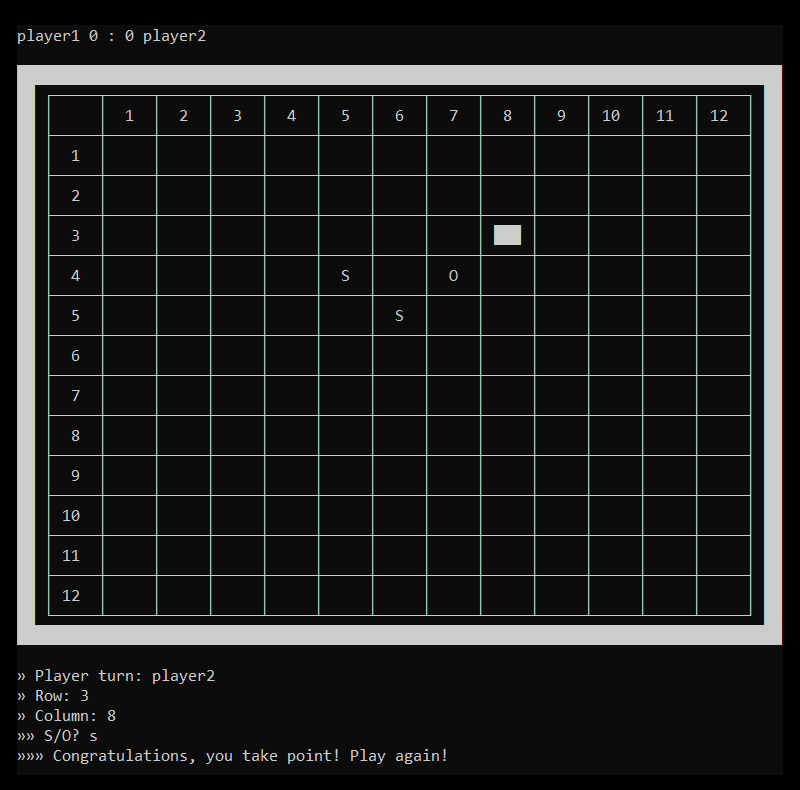 player1 0 : 0 player2
1 2 3 4 5 6 7 8 9 10 11 12
1
2
3
4 S O
5 S
6
7
8
9
10
11
12
» Player turn: player2
» Row: 3
» Column: 8
»» S/O? s
»»» Congratulations, you take point! Play again!